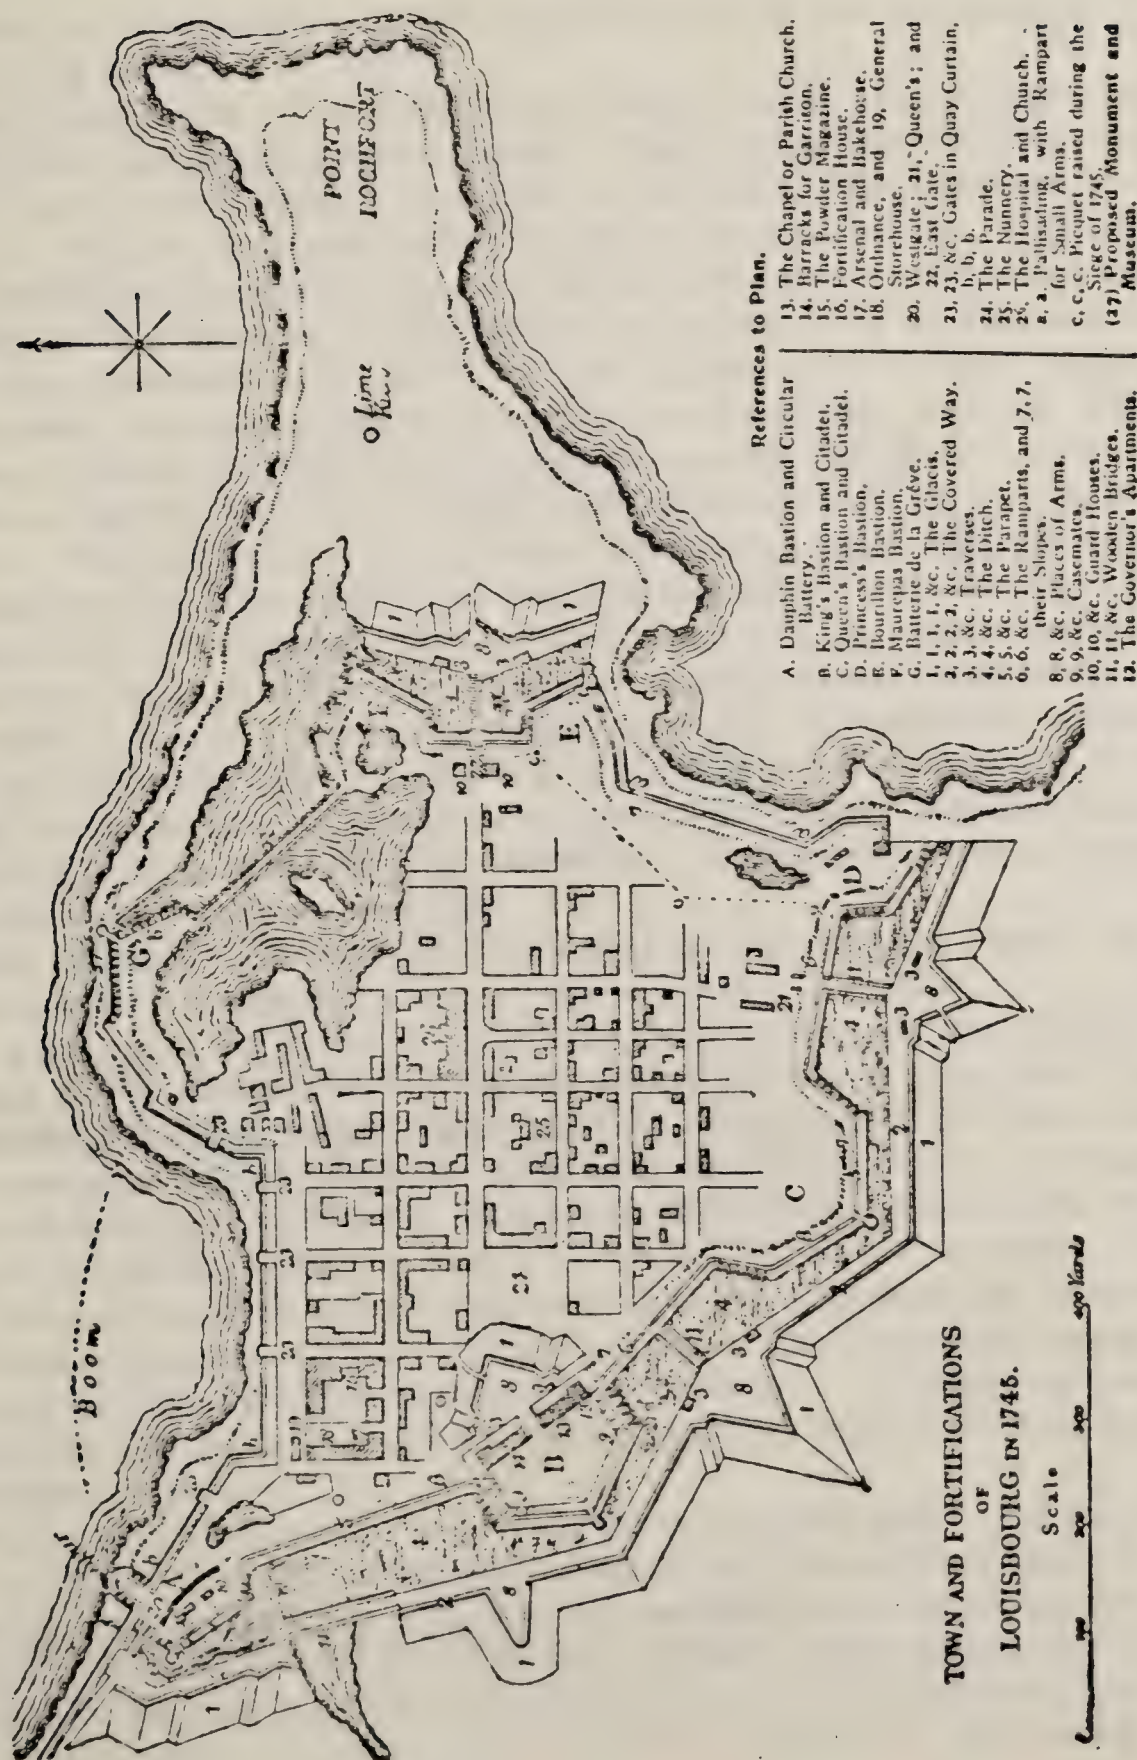 TOWN AND FORTIFICATIONS
OF
LOUISBOURG IN 1745.
Scale
100 200 300 400 Yards
References to Plan.
A. Dauphin Bastion and Circular
Battery.
B. King's Bastion and Citadel.
C. Queen's Bastion and Citadel.
D. Princess's Bastion.
E. Bourillon Bastion.
F. Maurepas Bastion.
G. Batterie de la Grêve.
1, 1, 1, &c. The Glacis.
2, 2, 2, &c. The Covered Way.
3, 3, &c. Traverses.
4, 4, &c. The Ditch.
5, 5, &c. The Parapet.
6, 6, &c. The Ramparts, and 7, 7,
their Slopes.
8, 8, &c. Places of Arms.
9, 9, &c. Casemates.
10, 10, &c. Guard Houses.
11, 11, &c. Wooden Bridges.
12. The Governor's Apartments.
13. The Chapel or Parish Church.
14. Barracks for Garrison.
15. The Powder Magazine.
16. Fortification House.
17. Arsenal and Bakehouse.
18. Ordnance, and 19, General
Storehouse.
20. Westgate; 21, Queen's; and
22, East Gate.
23, 23, &c. Gates in Quay Curtain,
b, b, b.
24. The Parade.
25. The Nunnery.
26. The Hospital and Church.
a, a. Pallisading, with Rampart
for Small Arms.
c, c, c. Picquet raised during the
Siege of 1745.
(27) Proposed Monument and
Museum.
POINT
ROCHFORT
Lime
Boom
B
C
D
E
G